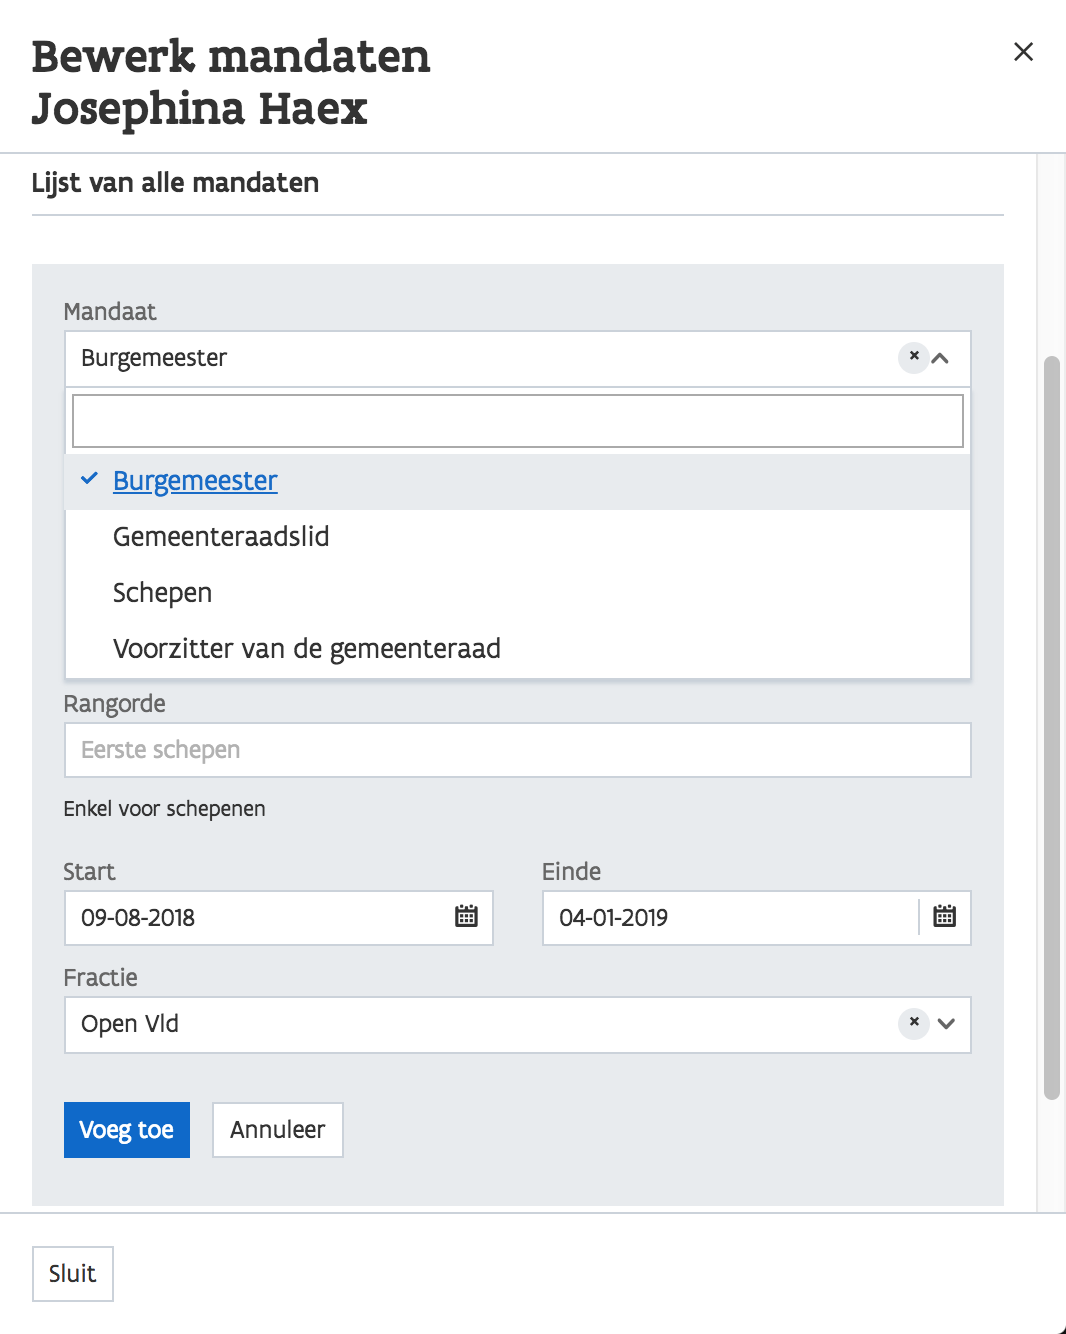 Bewerk mandaten
Josephina Haex
Lijst van alle mandaten
Mandaat
Burgemeester
Burgemeester
Gemeenteraadslid
Schepen
Voorzitter van de gemeenteraad
Rangorde
Eerste schepen
Enkel voor schepenen
Start
Einde
09-08-2018
04-01-2019
Fractie
Open Vld
Voeg toe
Annuleer
Sluit